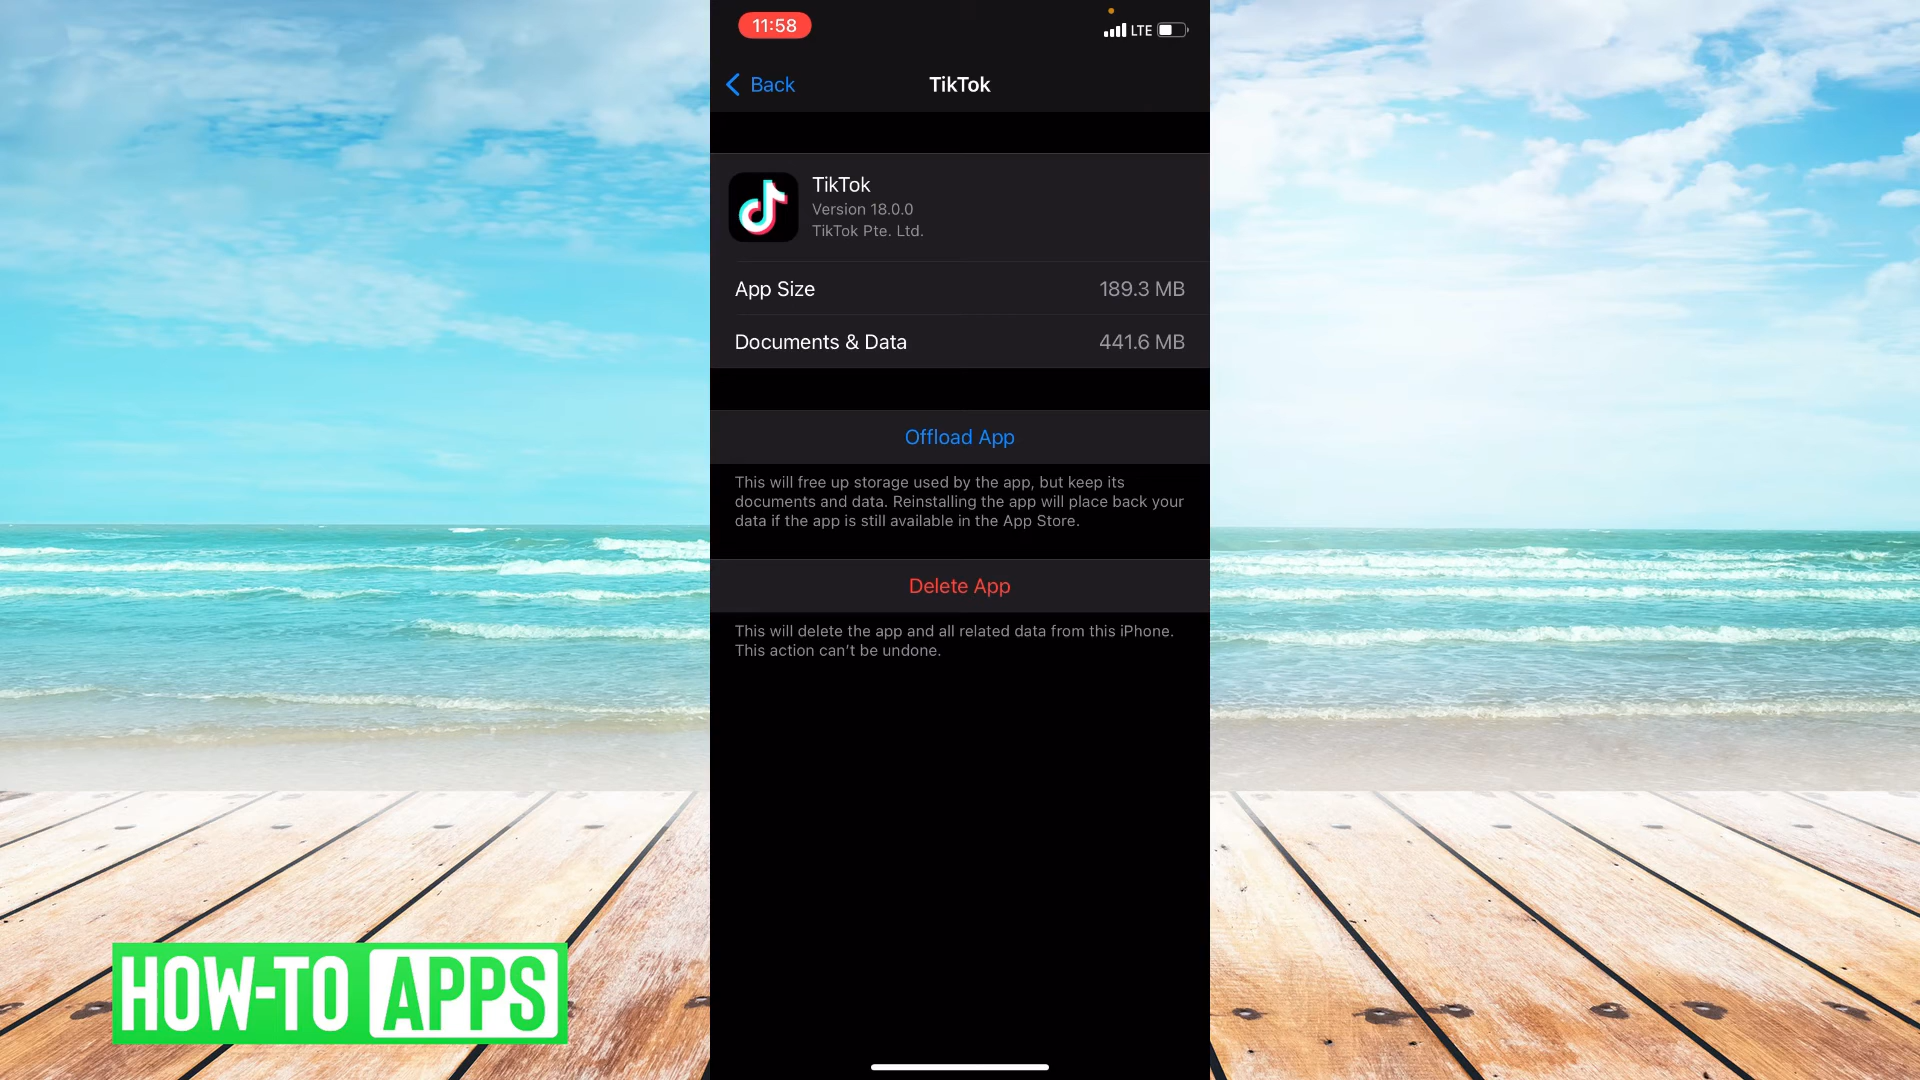 11:58
LTE
Back
TikTok
TikTok
Version 18.0.0
TikTok Pte. Ltd.
App Size 189.3 MB
Documents & Data 441.6 MB
Offload App
This will free up storage used by the app, but keep its
documents and data. Reinstalling the app will place back your
data if the app is still available in the App Store.
Delete App
This will delete the app and all related data from this iPhone.
This action can’t be undone.
HOW-TO APPS